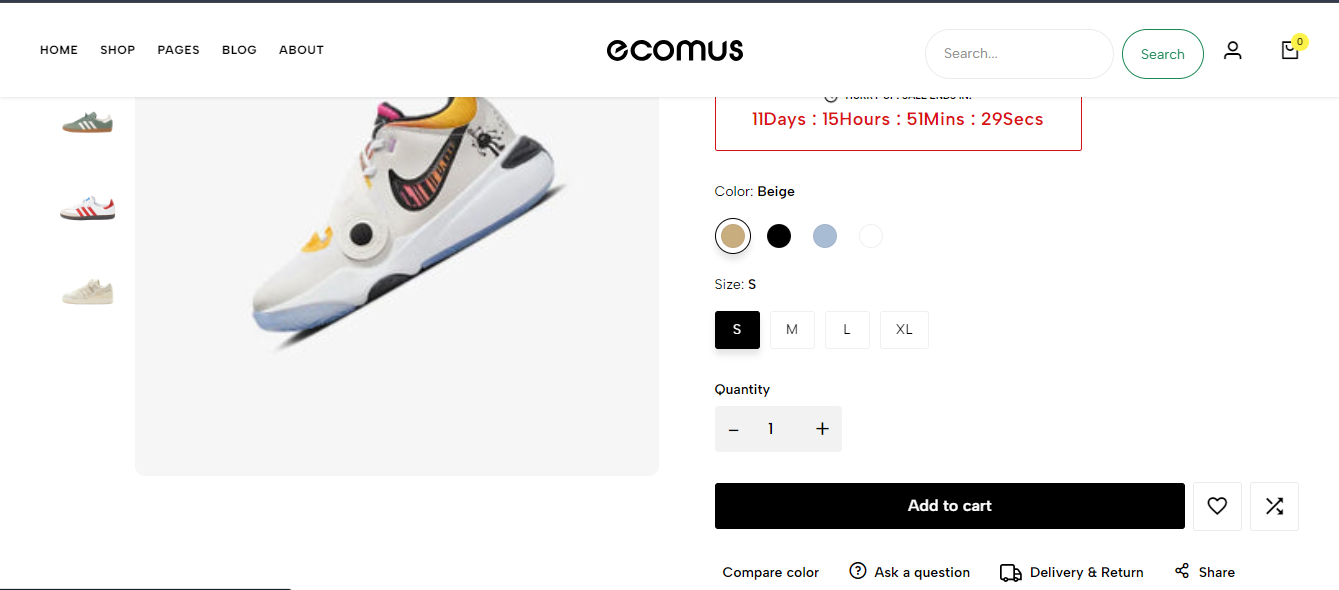 HOME SHOP PAGES BLOG ABOUT
ecomus
Search...
Search
0
11Days : 15Hours : 51Mins : 29Secs
Color: Beige
Size: S
S M L XL
Quantity
– 1 +
Add to cart
Compare color Ask a question Delivery & Return Share